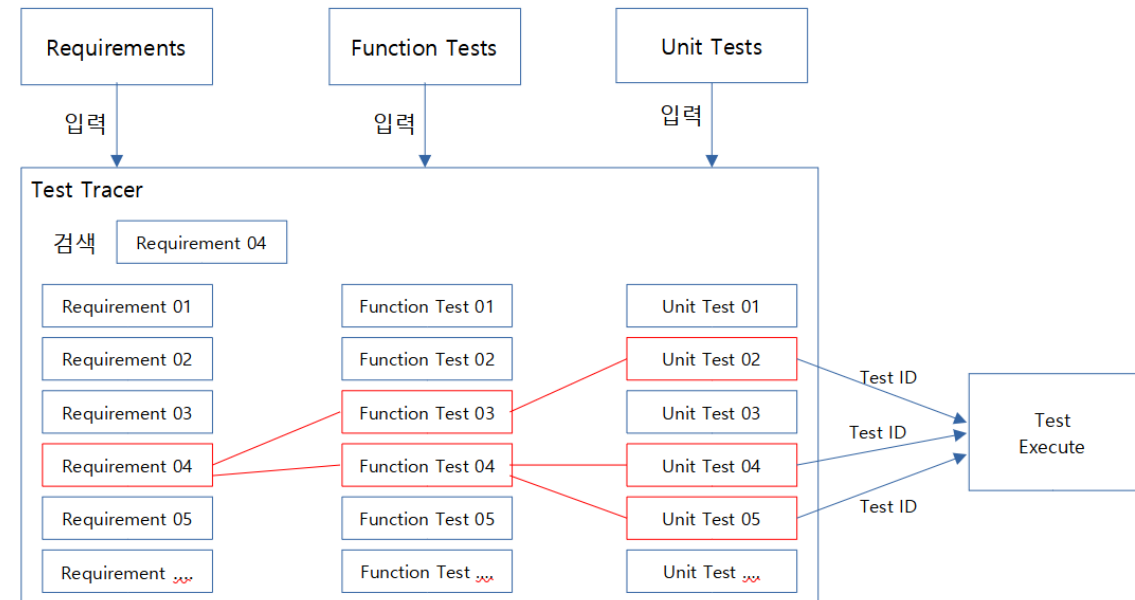 Requirements
Function Tests
Unit Tests
입력
입력
입력
Test Tracer
검색
Requirement 04
Requirement 01
Function Test 01
Unit Test 01
Requirement 02
Function Test 02
Unit Test 02
Requirement 03
Function Test 03
Unit Test 03
Requirement 04
Function Test 04
Unit Test 04
Requirement 05
Function Test 05
Unit Test 05
Requirement ....
Function Test ....
Unit Test ....
Test ID
Test ID
Test ID
Test
Execute